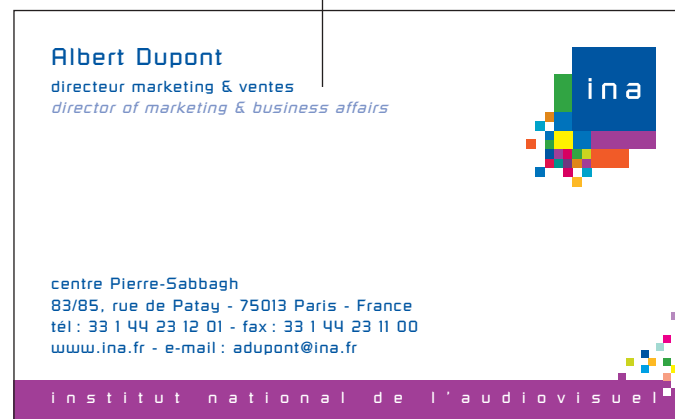 Albert Dupont
directeur marketing & ventes
director of marketing & business affairs
ina
centre Pierre-Sabbagh
83/85, rue de Patay - 75013 Paris - France
tél : 33 1 44 23 12 01 - fax : 33 1 44 23 11 00
www.ina.fr - e-mail : adupont@ina.fr
institut national de l'audiovisuel